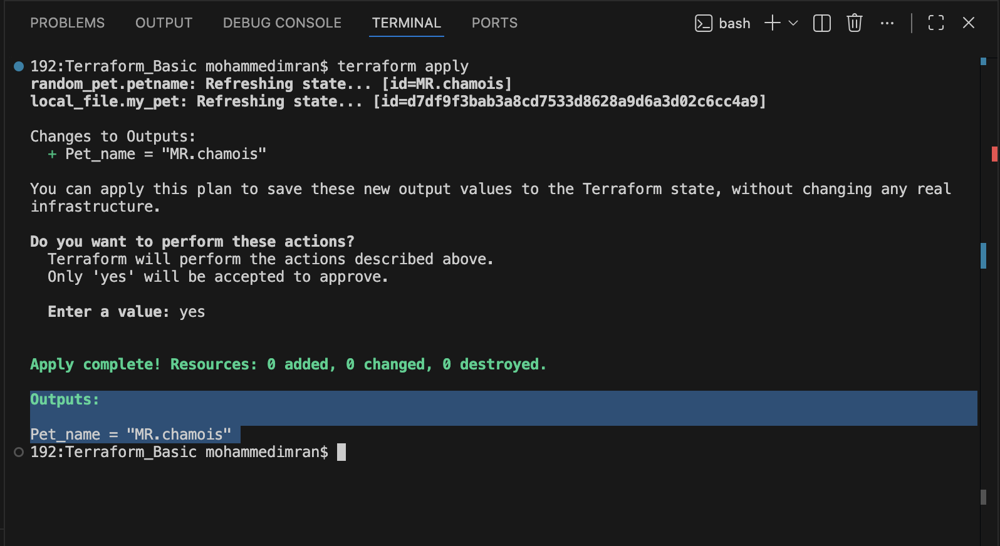 PROBLEMS OUTPUT DEBUG CONSOLE TERMINAL PORTS bash
192:Terraform_Basic mohammedimran$ terraform apply
random_pet.petname: Refreshing state... [id=MR.chamois]
local_file.my_pet: Refreshing state... [id=d7df9f3bab3a8cd7533d8628a9d6a3d02c6cc4a9]
Changes to Outputs:
+ Pet_name = "MR.chamois"
You can apply this plan to save these new output values to the Terraform state, without changing any real
infrastructure.
Do you want to perform these actions?
Terraform will perform the actions described above.
Only 'yes' will be accepted to approve.
Enter a value: yes
Apply complete! Resources: 0 added, 0 changed, 0 destroyed.
Outputs:
Pet_name = "MR.chamois"
192:Terraform_Basic mohammedimran$